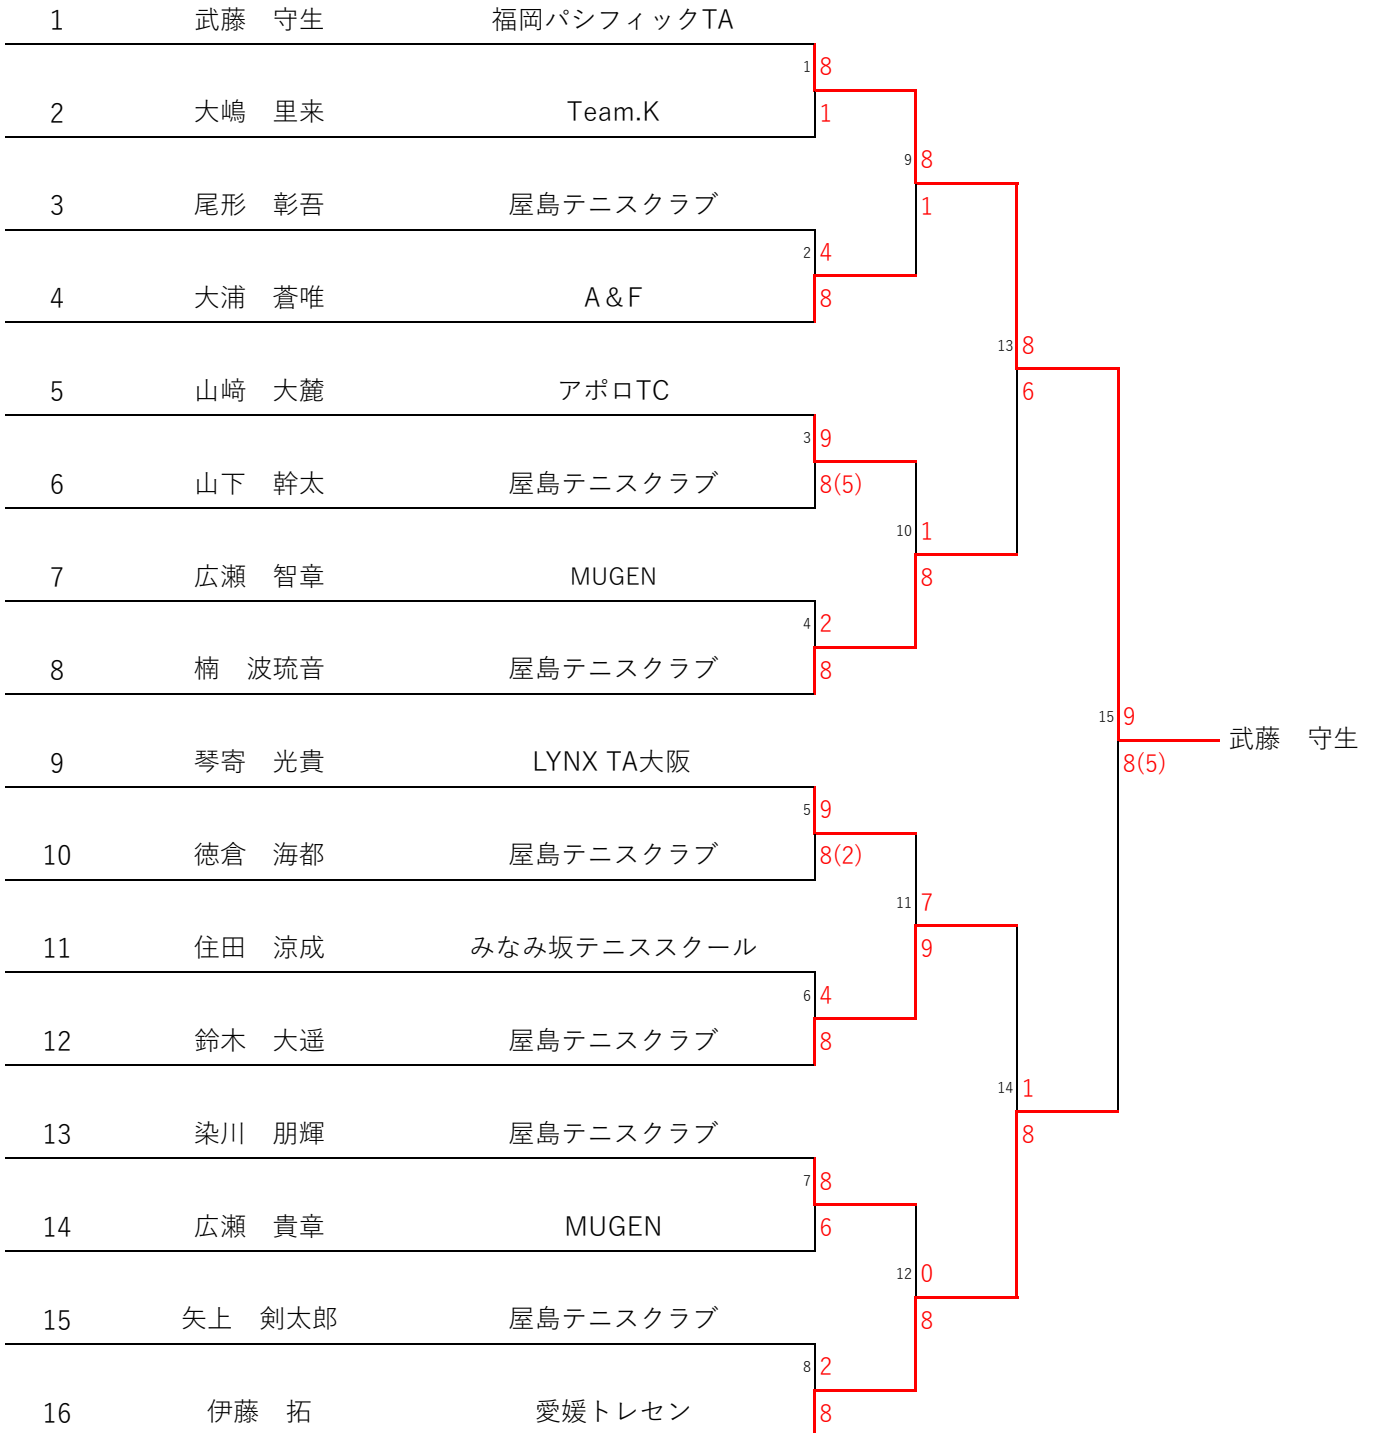 1 武藤　守生 福岡パシフィックTA
1 8
2 大嶋　里来 Team.K
1
9 8
3 尾形　彰吾 屋島テニスクラブ
1
2 4
4 大浦　蒼唯 A＆F
8
13 8
5 山﨑　大麓 アポロTC
6
3 9
6 山下　幹太 屋島テニスクラブ
8(5)
10 1
7 広瀬　智章 MUGEN
8
4 2
8 楠　波琉音 屋島テニスクラブ
8
15 9
武藤　守生
9 琴寄　光貴 LYNX TA大阪
8(5)
5 9
10 徳倉　海都 屋島テニスクラブ
8(2)
11 7
11 住田　涼成 みなみ坂テニススクール
9
6 4
12 鈴木　大遥 屋島テニスクラブ
8
14 1
13 染川　朋輝 屋島テニスクラブ
8
7 8
14 広瀬　貴章 MUGEN
6
12 0
15 矢上　剣太郎 屋島テニスクラブ
8
8 2
16 伊藤　拓 愛媛トレセン
8